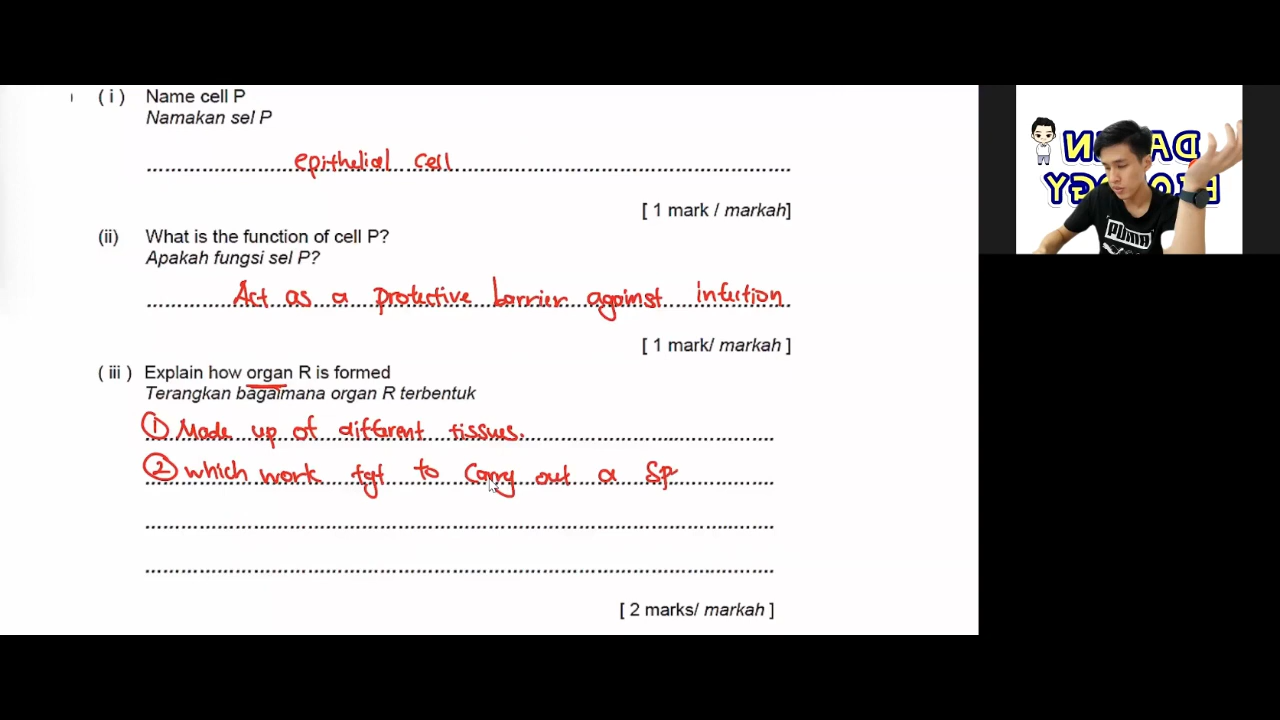 ( i ) Name cell P
Namakan sel P
epithelial cell
[ 1 mark / markah]
(ii) What is the function of cell P?
Apakah fungsi sel P?
Act as a protective barrier against infection
[ 1 mark/ markah ]
( iii ) Explain how organ R is formed
Terangkan bagaimana organ R terbentuk
① Made up of different tissues.
② which work tgt to carry out a sp
[ 2 marks/ markah ]
PUMA